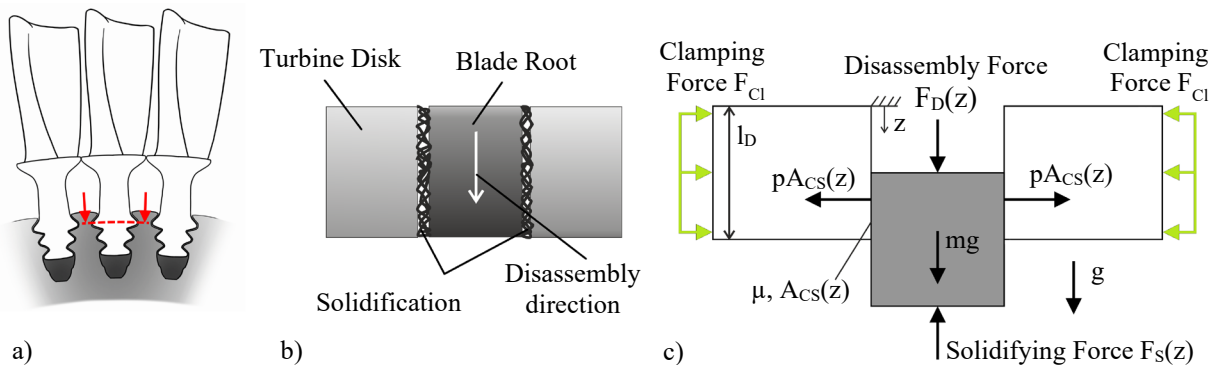 Turbine Disk
Blade Root
Solidification
Disassembly
direction
Clamping
Force F_Cl
Disassembly Force
F_D(z)
Clamping
Force F_Cl
l_D
z
pA_CS(z)
pA_CS(z)
mg
μ, A_CS(z)
g
Solidifying Force F_S(z)
a)
b)
c)